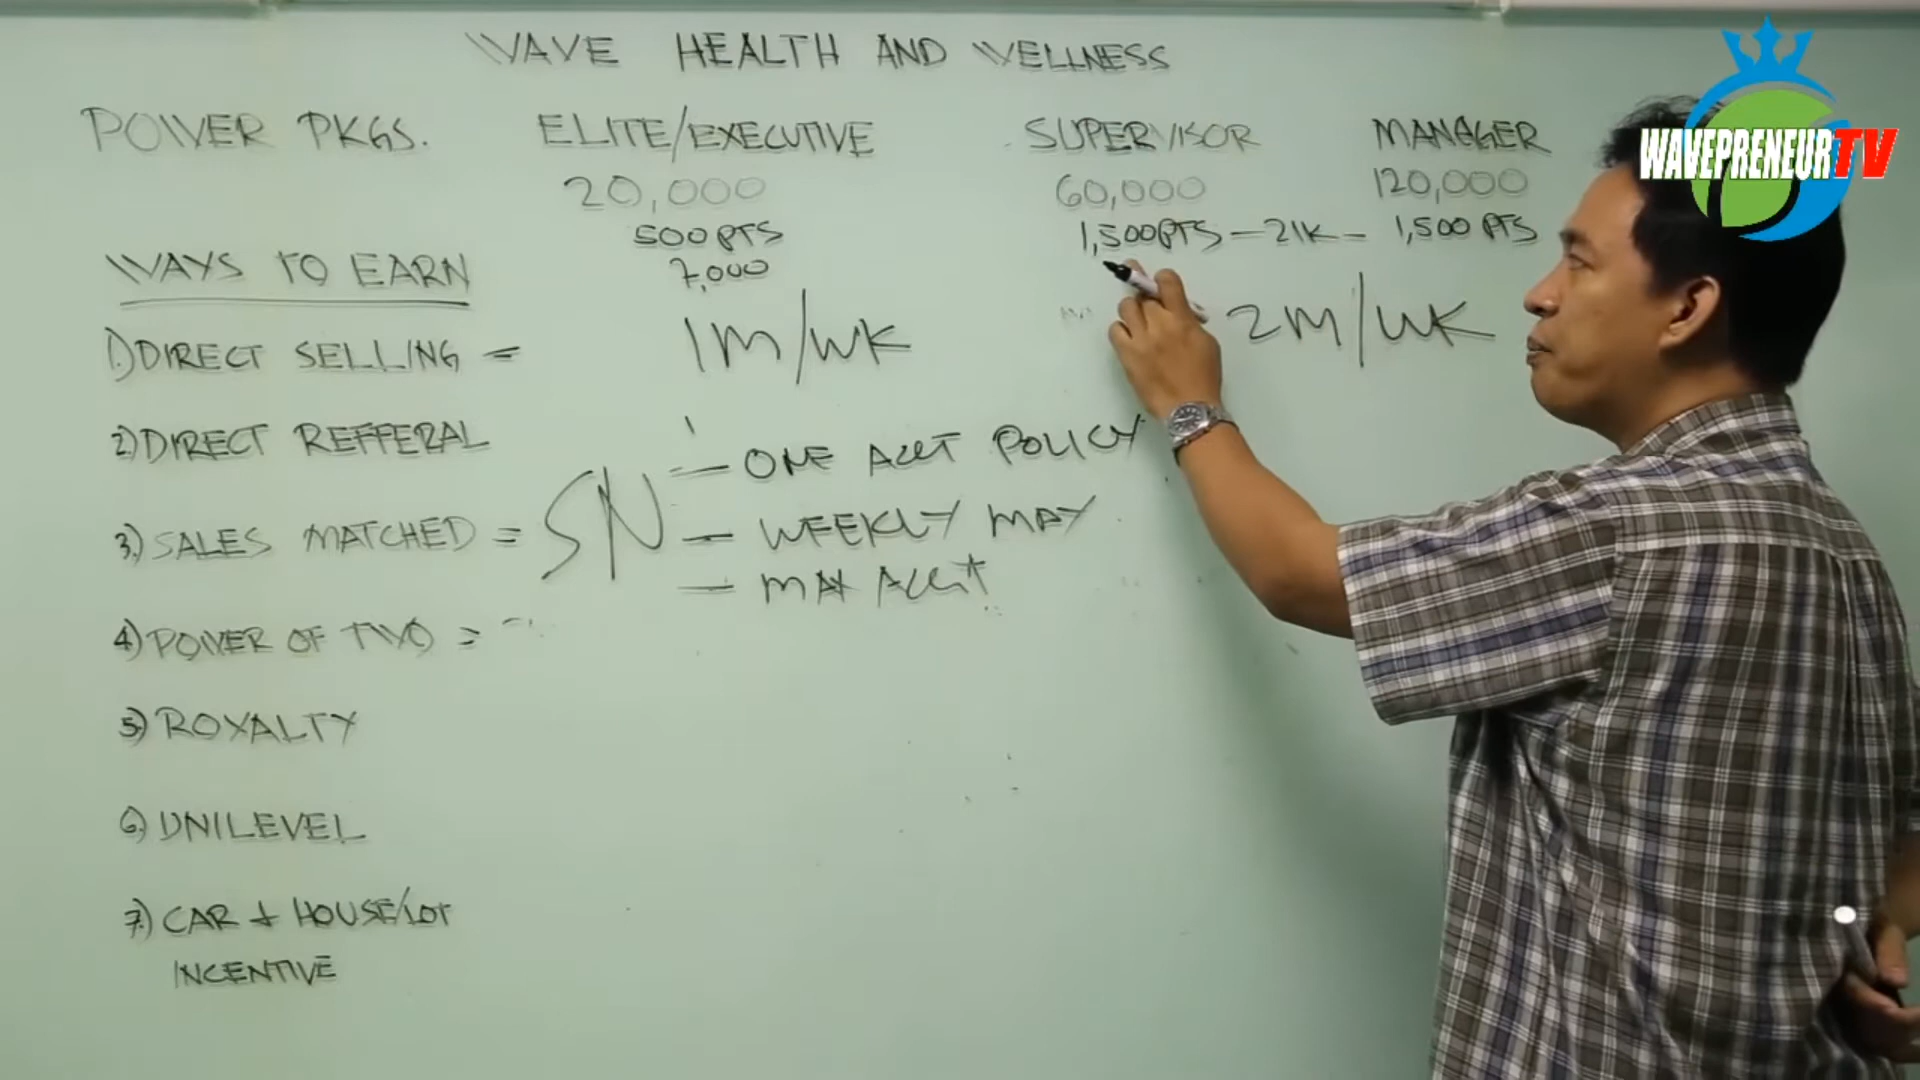 WAVE HEALTH AND WELLNESS
POWER PKGS. ELITE/EXECUTIVE SUPERVISOR MANAGER
20,000 60,000 120,000
500 PTS 1,500PTS - 21K - 1,500 PTS
7,000
WAYS TO EARN
1M/WK 2M/WK
1.) DIRECT SELLING =
2) DIRECT REFFERAL
- ONE ACCT POLICY
3.) SALES MATCHED = SN - WEEKLY MAX
- MAX ACCT
4.) POWER OF TWO =
5.) ROYALTY
6.) UNILEVEL
7.) CAR + HOUSE/LOT
INCENTIVE
WAVEPRENEUR TV